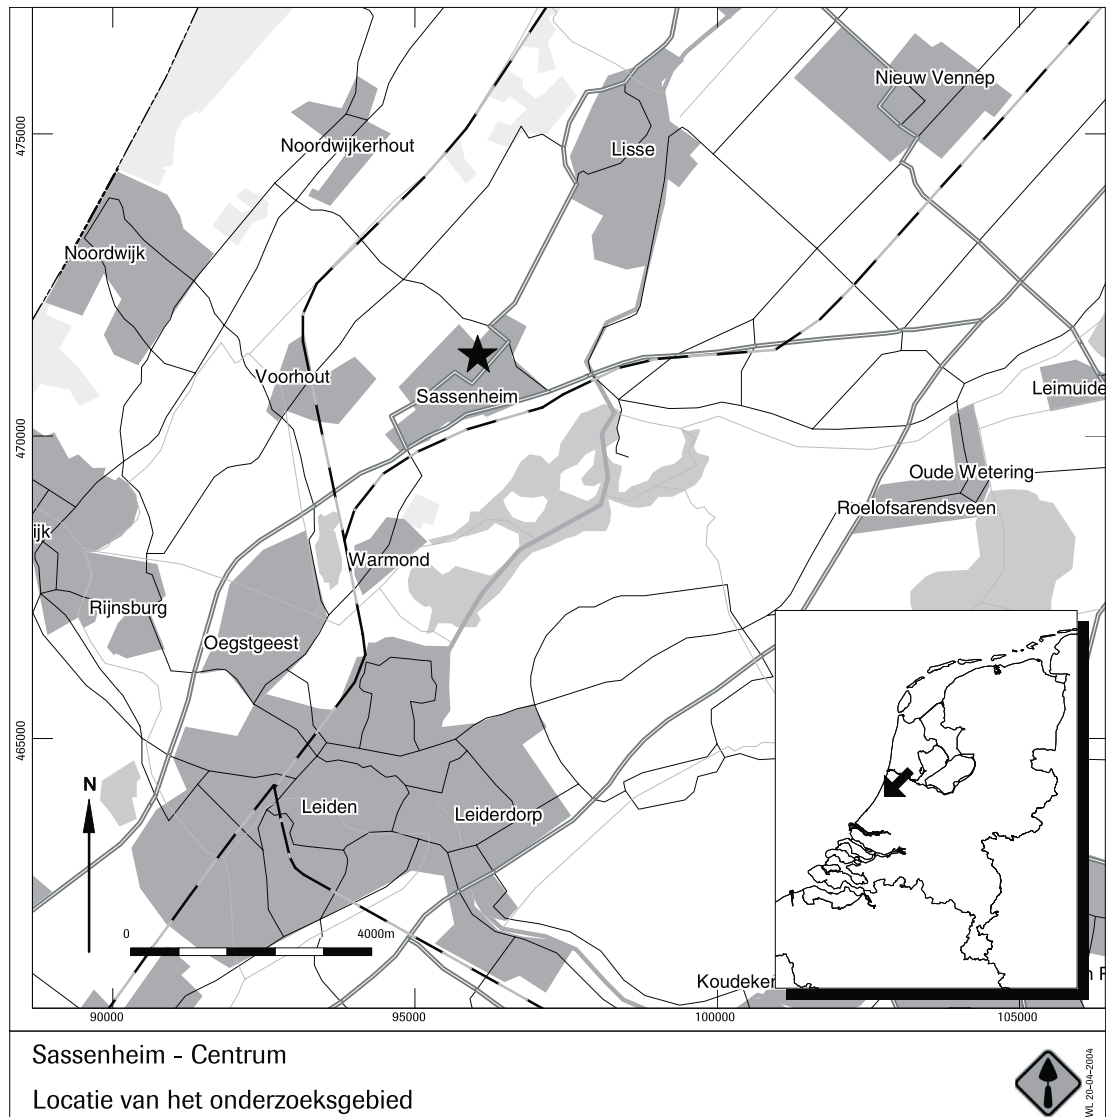 Nieuw Vennep
475000
Noordwijkerhout
Lisse
Noordwijk
Voorhout
Sassenheim
Leimuide
470000
Oude Wetering
Roelofsarendsveen
ijk
Warmond
Rijnsburg
Oegstgeest
465000
N
Leiden
Leiderdorp
0 4000m
Koudeker
90000 95000 100000 105000
Sassenheim - Centrum
Locatie van het onderzoeksgebied
WL 20-04-2004